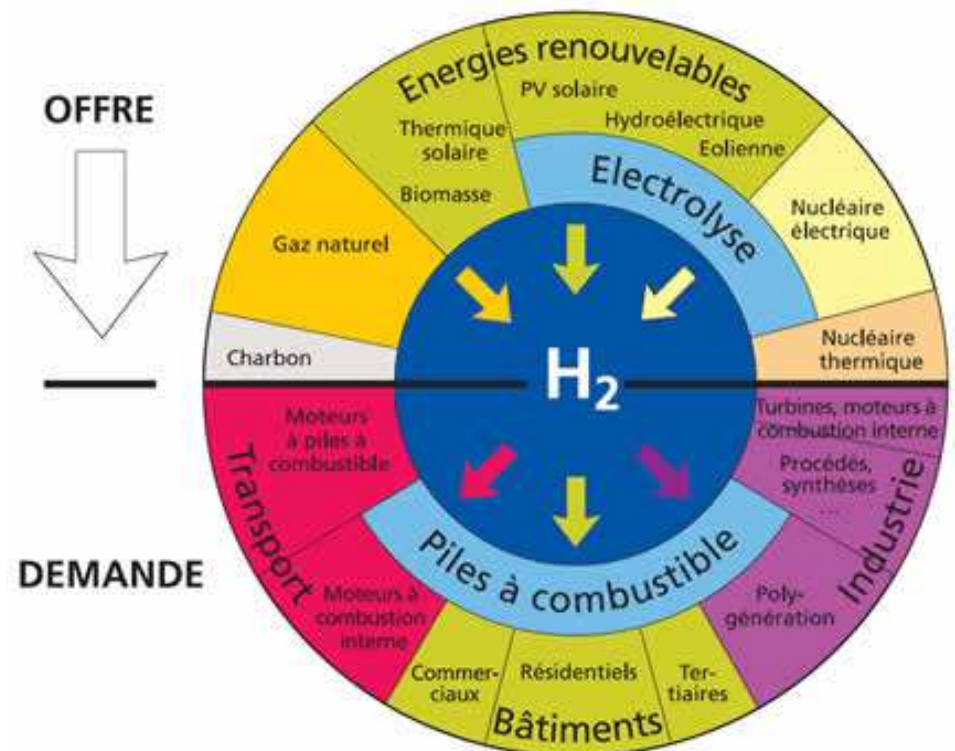 OFFRE
Energies renouvelables
PV solaire
Hydroélectrique
Eolienne
Thermique
solaire
Biomasse
Electrolyse
Nucléaire
électrique
Gaz naturel
Charbon
Nucléaire
thermique
H2
DEMANDE
Transport
Moteurs
à piles à
combustible
Moteurs à
combustion
interne
Piles à combustible
Turbines, moteurs à
combustion interne
Procédés,
synthèses
...
Industrie
Poly-
génération
Commer-
ciaux
Résidentiels
Ter-
tiaires
Bâtiments